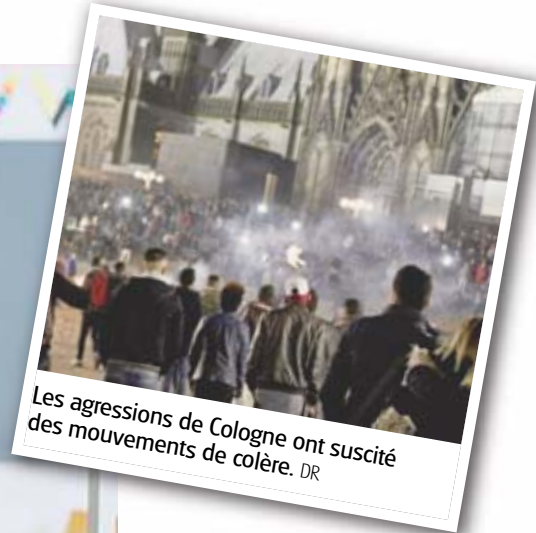 Les agressions de Cologne ont suscité
des mouvements de colère. DR